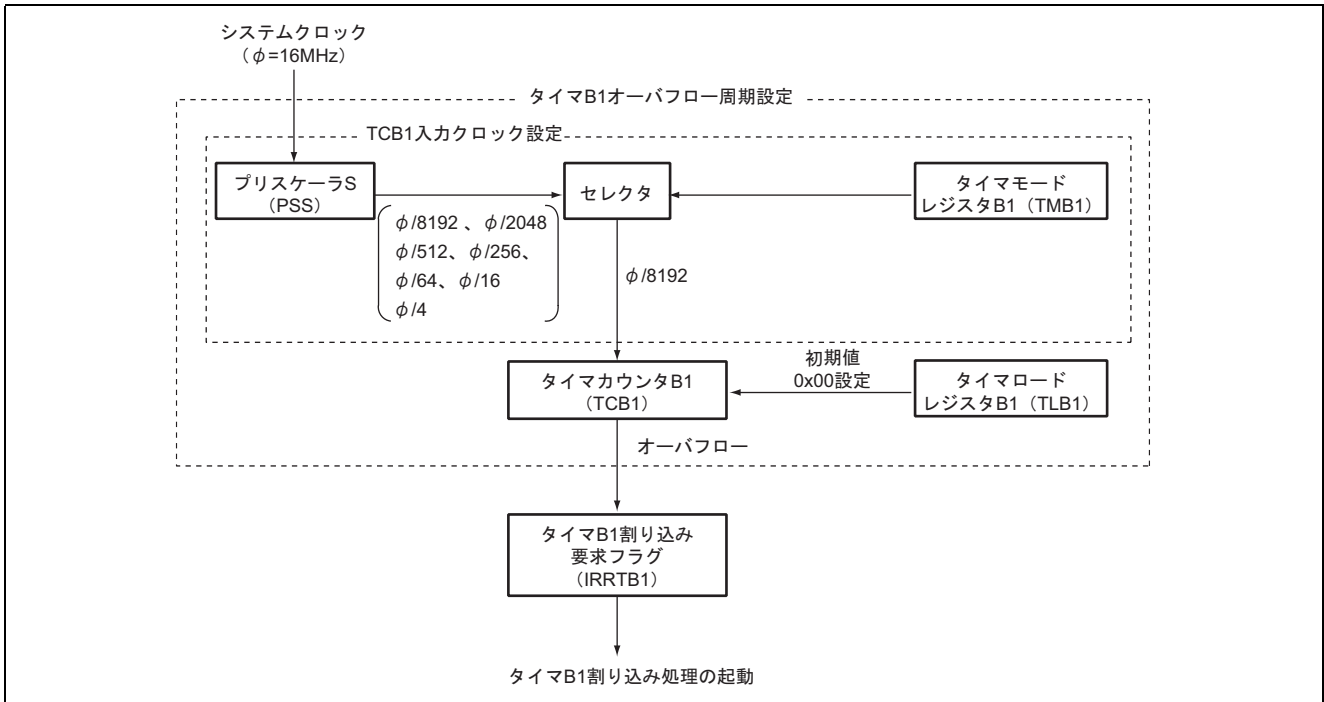 システムクロック
（φ=16MHz）
タイマB1オーバフロー周期設定
TCB1入力クロック設定
プリスケーラS
（PSS）
セレクタ
タイマモード
レジスタB1（TMB1）
φ/8192 、φ/2048
φ/512、φ/256、
φ/64、φ/16
φ/4
φ/8192
タイマカウンタB1
（TCB1）
初期値
0x00設定
タイマロード
レジスタB1（TLB1）
オーバフロー
タイマB1割り込み
要求フラグ
（IRRTB1）
タイマB1割り込み処理の起動